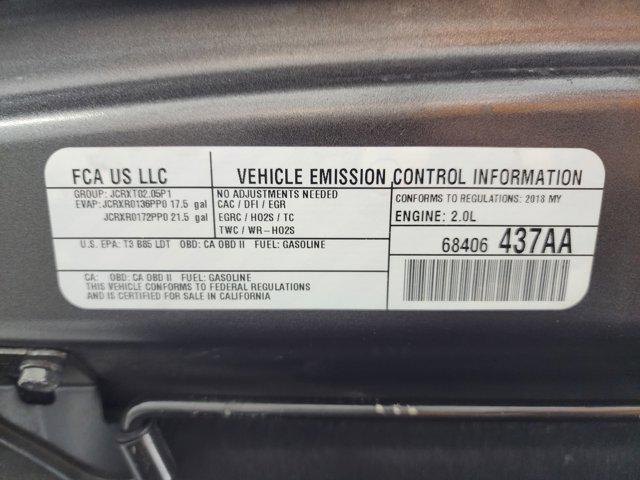 FCA US LLC
VEHICLE EMISSION CONTROL INFORMATION
GROUP: JCRXT02.05P1
EVAP: JCRXR0136PP0 17.5 gal
JCRXR0172PP0 21.5 gal
NO ADJUSTMENTS NEEDED
CAC / DFI / EGR
EGRC / HO2S / TC
TWC / WR-HO2S
CONFORMS TO REGULATIONS: 2018 MY
ENGINE: 2.0L
U.S. EPA: T3 B85 LDT OBD: CA OBD II FUEL: GASOLINE
68406 437AA
CA: OBD: CA OBD II FUEL: GASOLINE
THIS VEHICLE CONFORMS TO FEDERAL REGULATIONS
AND IS CERTIFIED FOR SALE IN CALIFORNIA